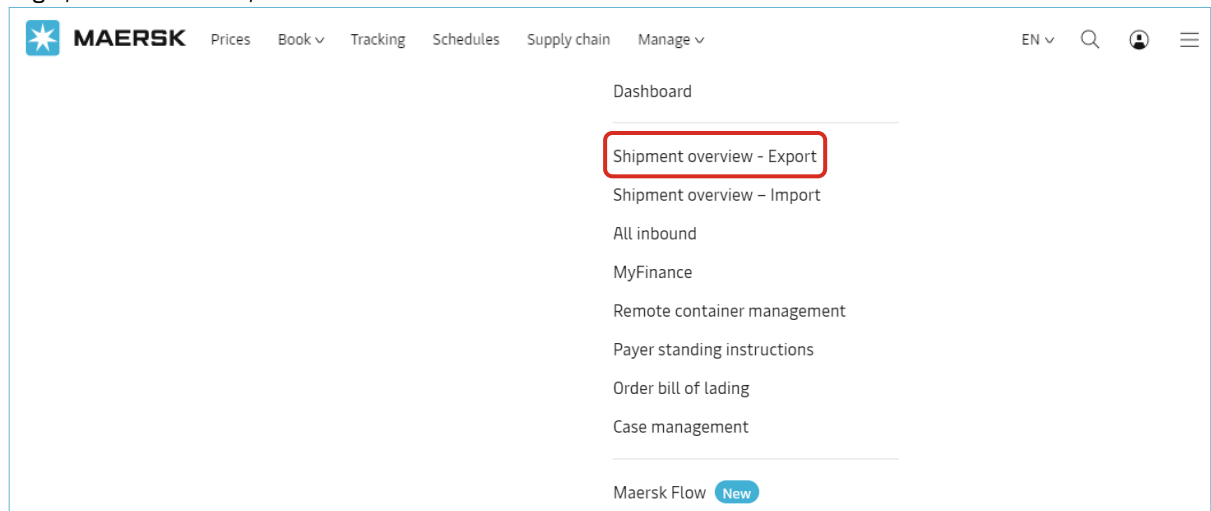 MAERSK Prices Book Tracking Schedules Supply chain Manage EN
Dashboard
Shipment overview - Export
Shipment overview – Import
All inbound
MyFinance
Remote container management
Payer standing instructions
Order bill of lading
Case management
Maersk Flow New